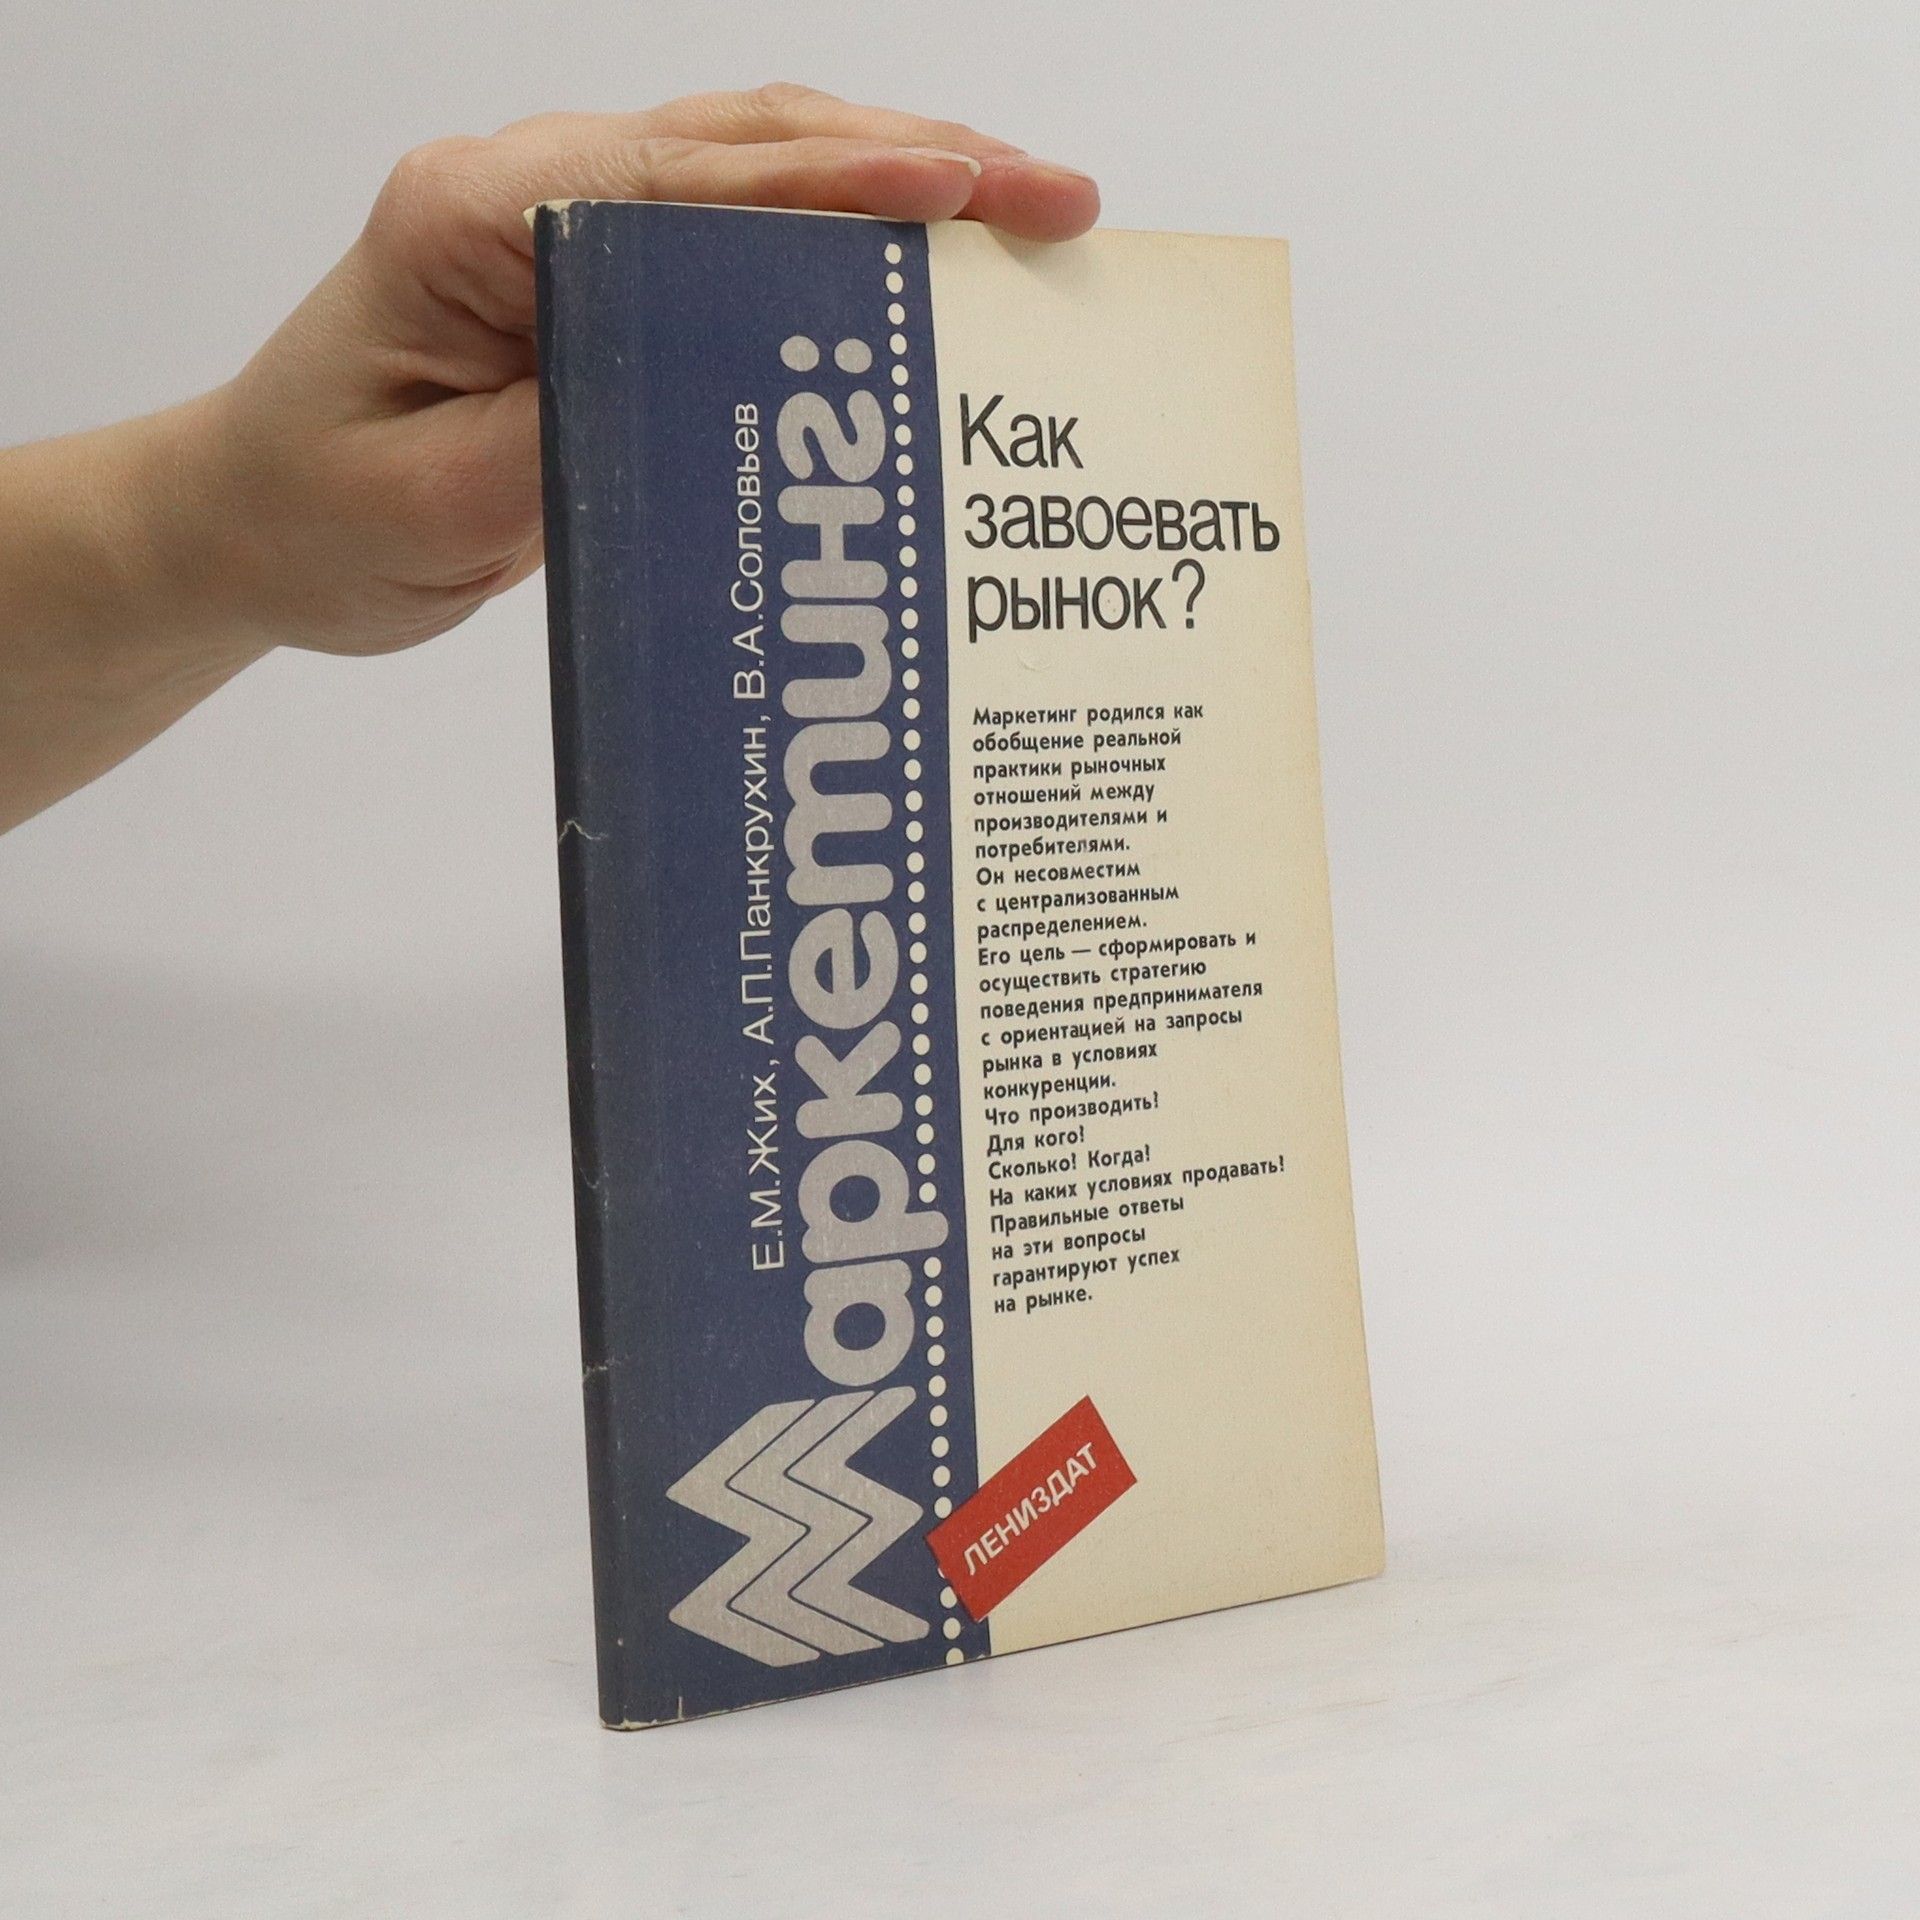 Е.М.Жих, А.П.Панкрухин, В.А.Соловьев
Маркетинг:
Как
завоевать
рынок?
Маркетинг родился как
обобщение реальной
практики рыночных
отношений между
производителями и
потребителями.
Он несовместим
с централизованным
распределением.
Его цель — сформировать и
осуществить стратегию
поведения предпринимателя
с ориентацией на запросы
рынка в условиях
конкуренции.
Что производить?
Для кого?
Сколько? Когда?
На каких условиях продавать?
Правильные ответы
на эти вопросы
гарантируют успех
на рынке.
ЛЕНИЗДАТ